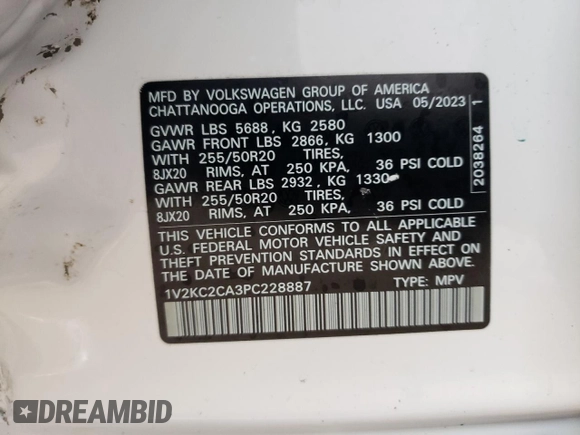 MFD BY VOLKSWAGEN GROUP OF AMERICA
CHATTANOOGA OPERATIONS, LLC. USA 05/2023
GVWR LBS 5688, KG 2580
GAWR FRONT LBS 2866, KG 1300
WITH 255/50R20 TIRES,
8JX20 RIMS, AT 250 KPA, 36 PSI COLD
GAWR REAR LBS 2932, KG 1330
WITH 255/50R20 TIRES,
8JX20 RIMS, AT 250 KPA, 36 PSI COLD
THIS VEHICLE CONFORMS TO ALL APPLICABLE
U.S. FEDERAL MOTOR VEHICLE SAFETY AND
THEFT PREVENTION STANDARDS IN EFFECT ON
THE DATE OF MANUFACTURE SHOWN ABOVE.
1V2KC2CA3PC228887 TYPE: MPV
2038264 1
DREAMBID